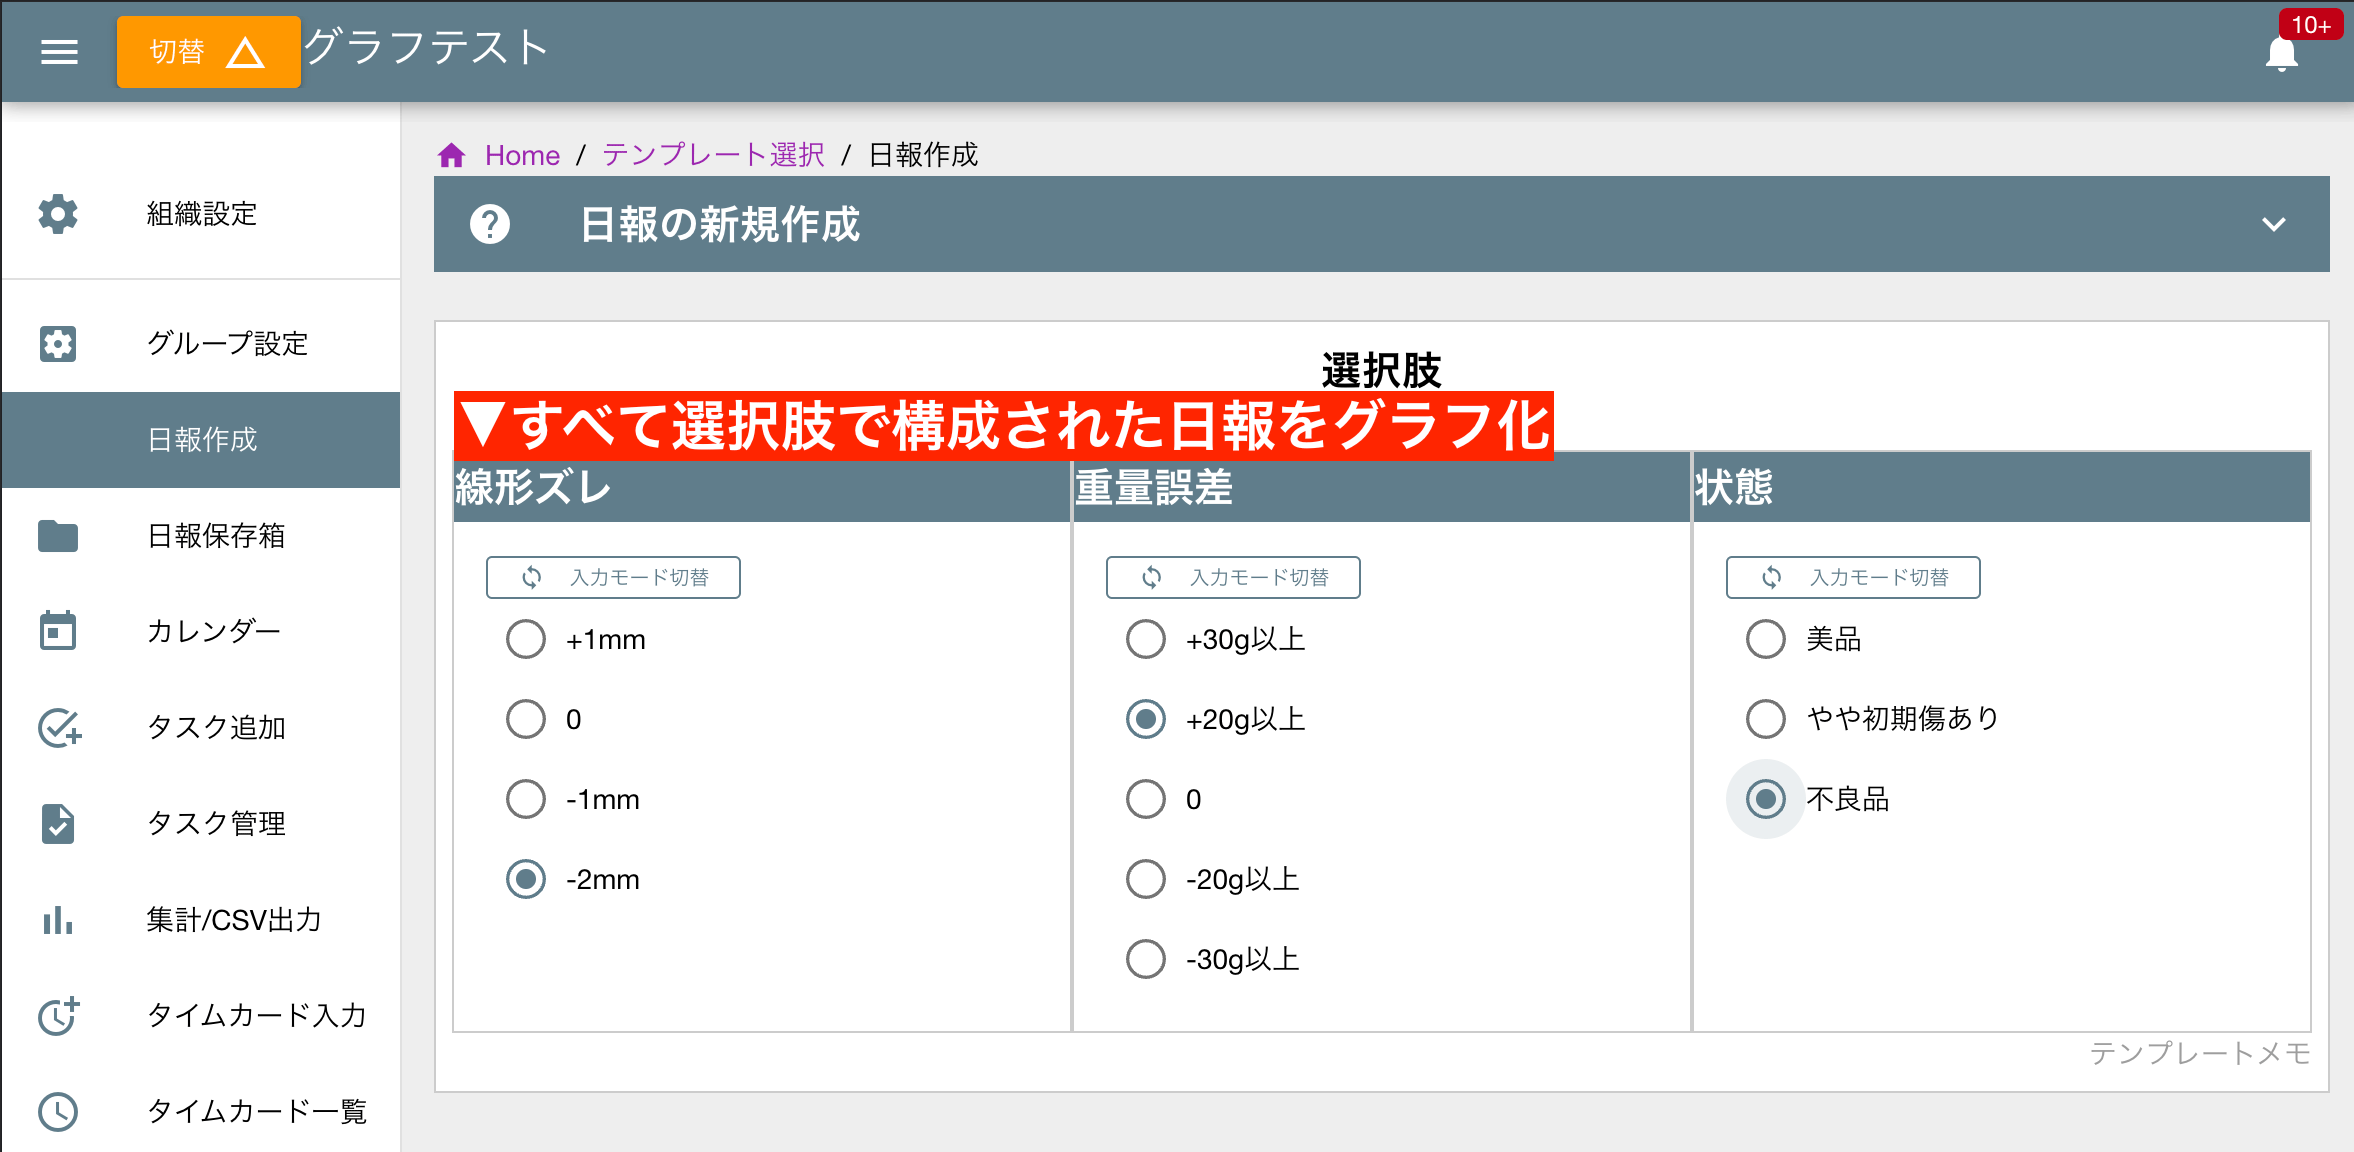 切替 グラフテスト 10+
組織設定
グループ設定
日報作成
日報保存箱
カレンダー
タスク追加
タスク管理
集計/CSV出力
タイムカード入力
タイムカード一覧
Home / テンプレート選択 / 日報作成
日報の新規作成
選択肢
▼すべて選択肢で構成された日報をグラフ化
線形ズレ
入力モード切替
+1mm
0
-1mm
-2mm
重量誤差
入力モード切替
+30g以上
+20g以上
0
-20g以上
-30g以上
状態
入力モード切替
美品
やや初期傷あり
不良品
テンプレートメモ